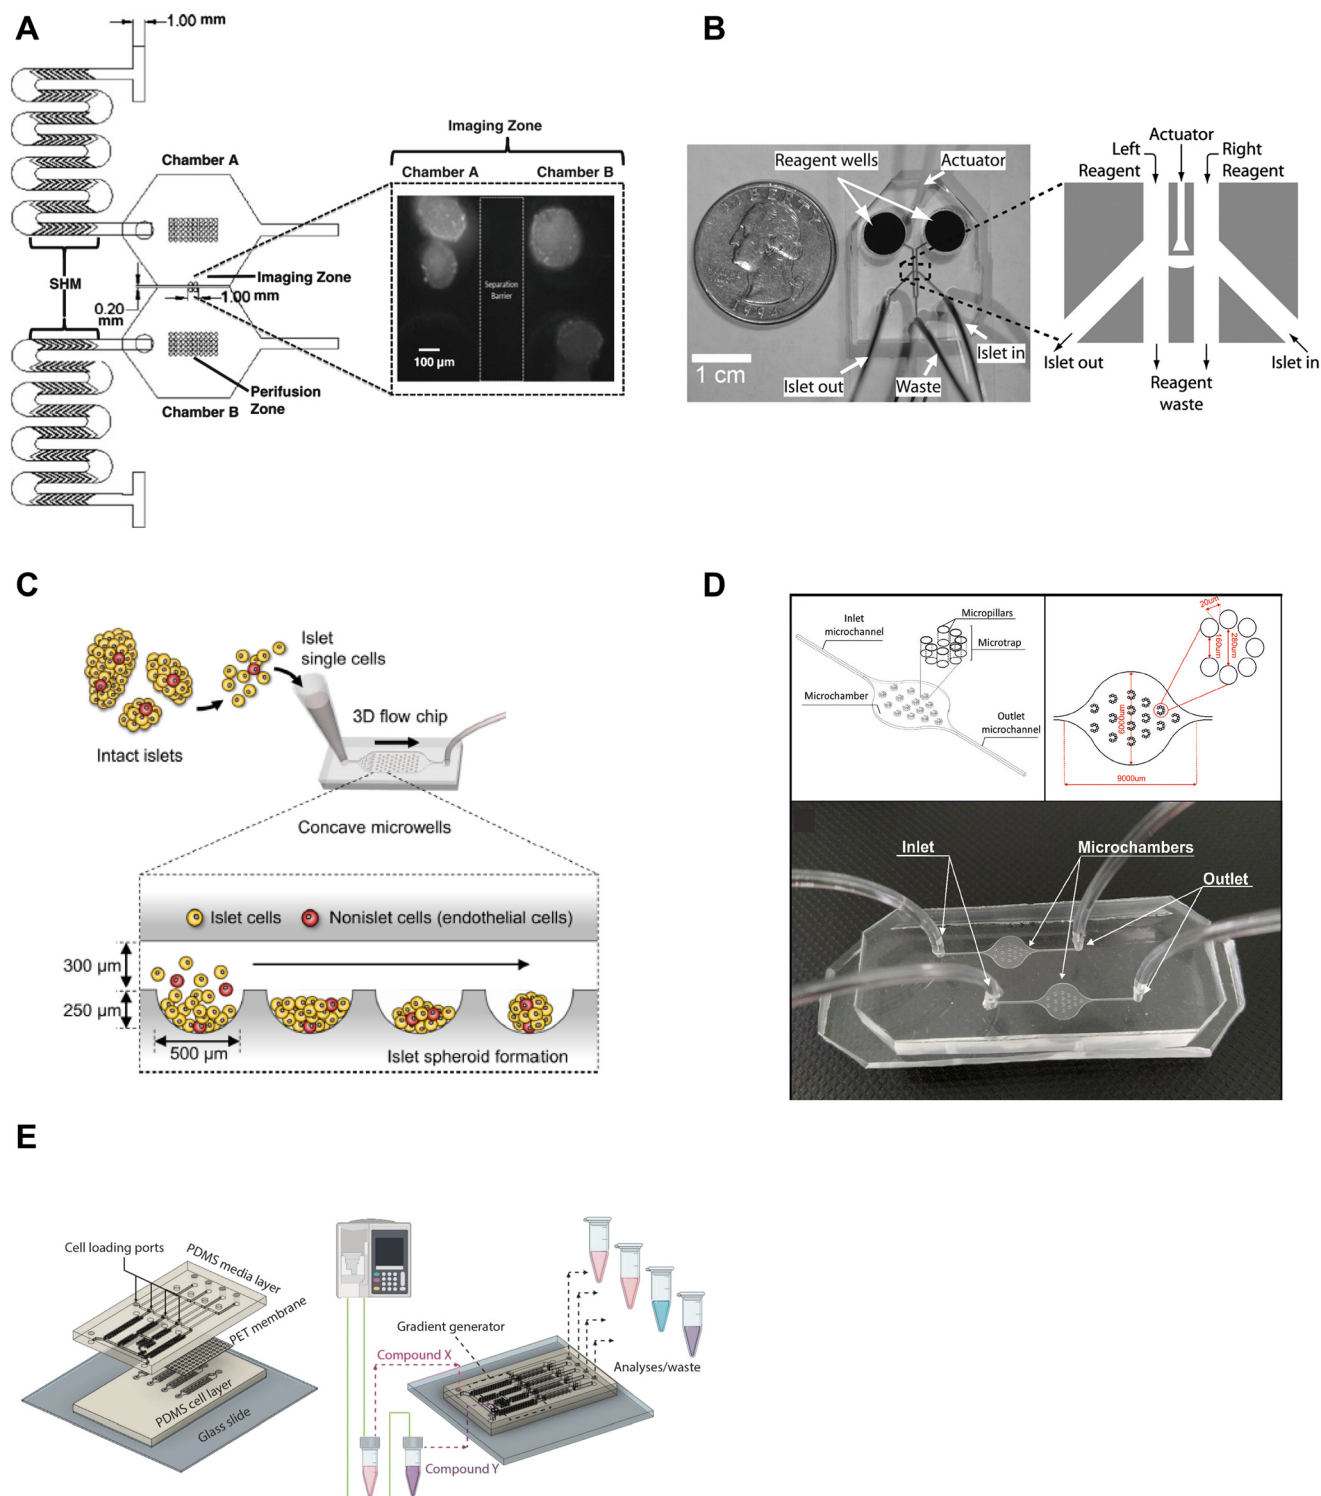 A
1.00 mm
Chamber A
SHM
Imaging Zone
1.00 mm
0.20
mm
Perifusion
Zone
Chamber B
Imaging Zone
Chamber A
Chamber B
Separation
Barrier
100 µm
B
Reagent wells
Actuator
1 cm
Islet out
Waste
Islet in
Actuator
Left
Reagent
Right
Reagent
Islet out
Reagent
waste
Islet in
C
Intact islets
Islet
single cells
3D flow chip
Concave microwells
Islet cells
Nonislet cells (endothelial cells)
300 µm
250 µm
500 µm
Islet spheroid formation
D
Inlet
microchannel
Micropillars
Microtrap
Microchamber
Outlet
microchannel
20um
160um
280um
6000um
9000um
Inlet
Microchambers
Outlet
E
Cell loading ports
PDMS media layer
PET membrane
PDMS cell layer
Glass slide
Gradient generator
Compound X
Compound Y
Analyses/waste